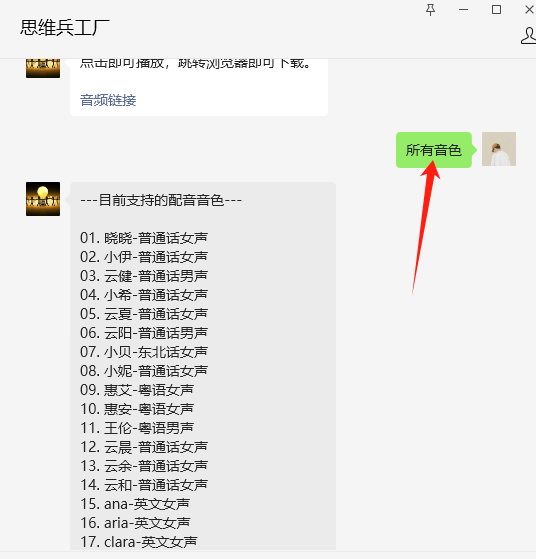 思维兵工厂
点击即可播放，跳转浏览器即可下载。
音频链接
所有音色
---目前支持的配音音色---
01. 晓晓-普通话女声
02. 小伊-普通话女声
03. 云健-普通话男声
04. 小希-普通话女声
05. 云夏-普通话女声
06. 云阳-普通话男声
07. 小贝-东北话女声
08. 小妮-普通话女声
09. 惠艾-粤语女声
10. 惠安-粤语女声
11. 王伦-粤语男声
12. 云晨-普通话女声
13. 云余-普通话女声
14. 云和-普通话女声
15. ana-英文女声
16. aria-英文女声
17. clara-英文女声